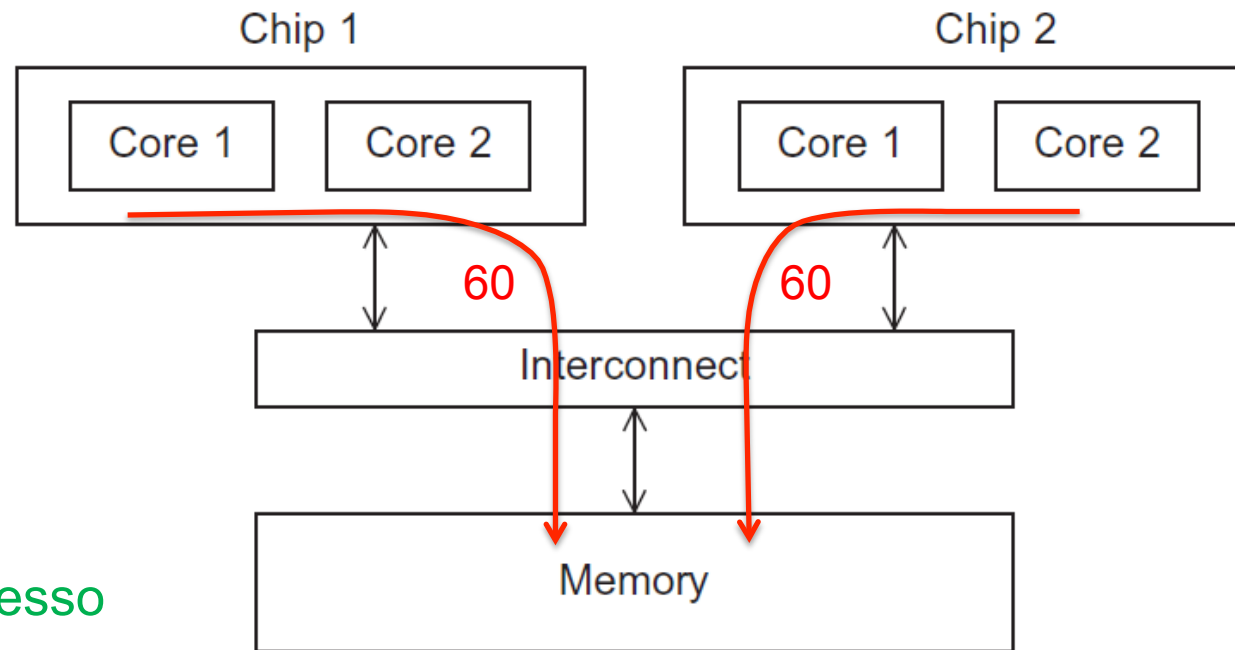 Chip 1
Chip 2
Core 1
Core 2
Core 1
Core 2
60
60
Interconnect
Memory
esso